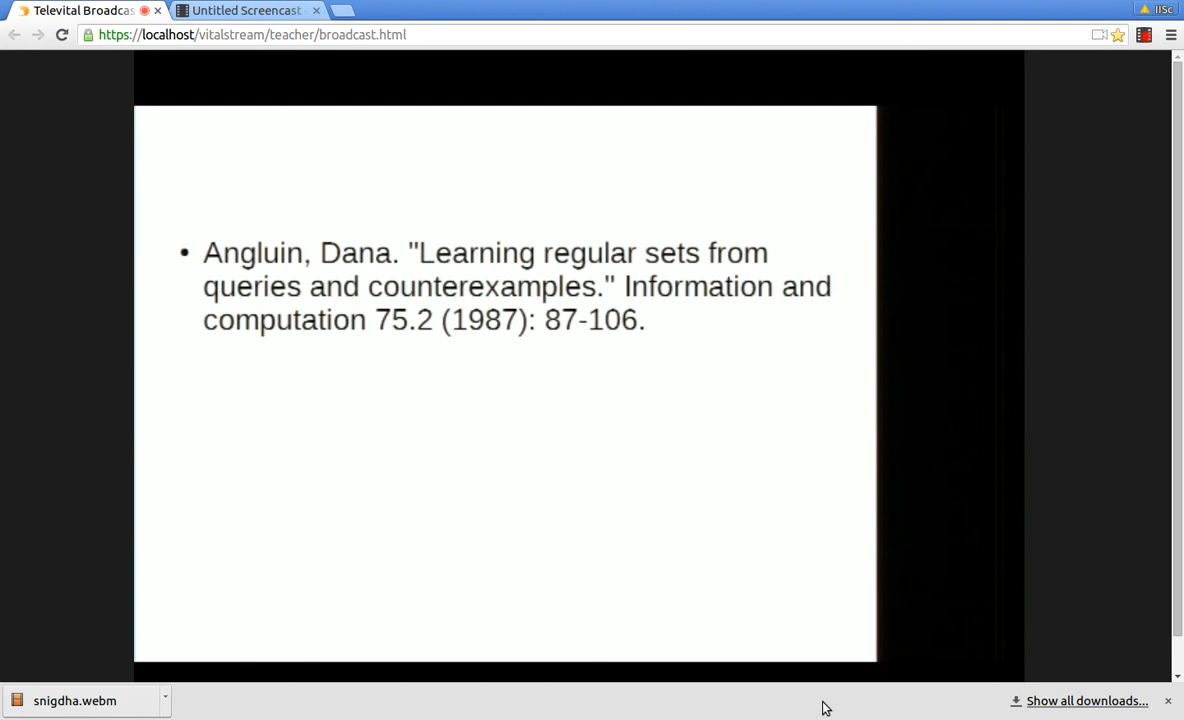 Televital Broadcas
Untitled Screencast
IISc
https://localhost/vitalstream/teacher/broadcast.html
• Angluin, Dana. "Learning regular sets from
queries and counterexamples." Information and
computation 75.2 (1987): 87-106.
snigdha.webm
Show all downloads...